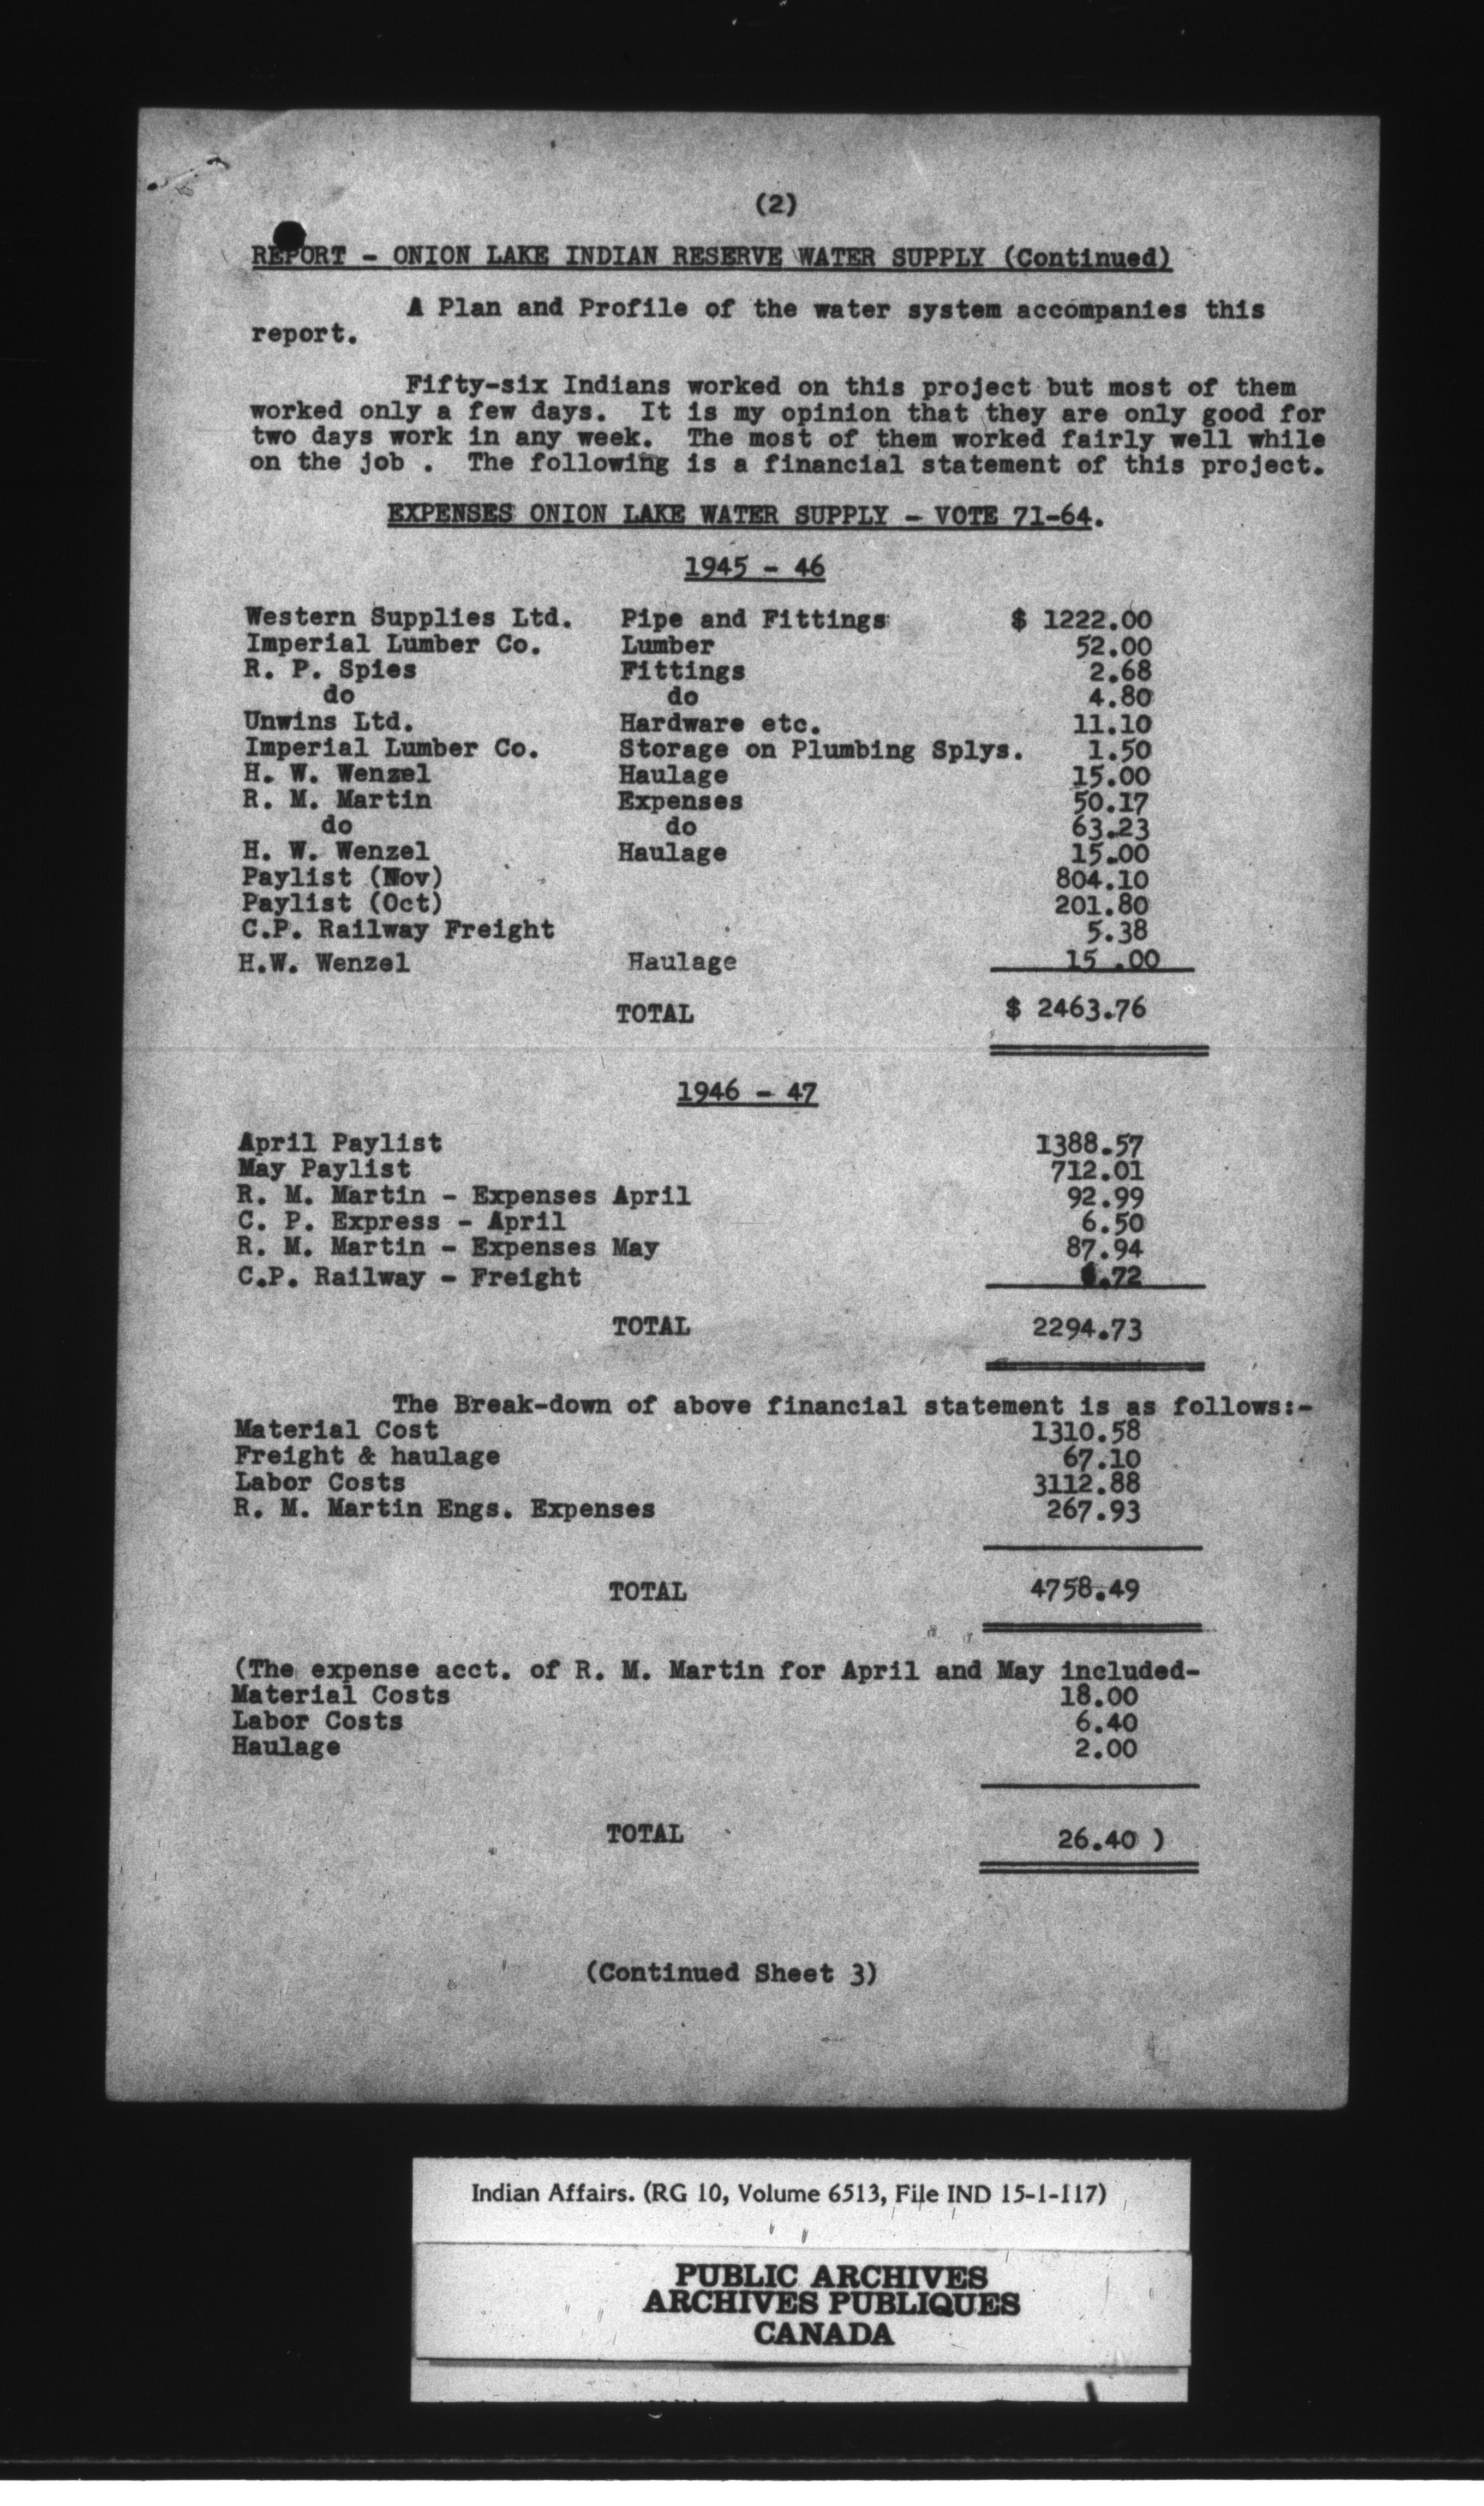 (2)
REPORT - ONION LAKE INDIAN RESERVE WATER SUPPLY (Continued)
A Plan and Profile of the water system accompanies this
report.
Fifty-six Indians worked on this project but most of them
worked only a few days. It is my opinion that they are only good for
two days work in any week. The most of them worked fairly well while
on the job . The following is a financial statement of this project.
EXPENSES ONION LAKE WATER SUPPLY - VOTE 71-64.
1945 - 46
Western Supplies Ltd. Pipe and Fittings $ 1222.00
Imperial Lumber Co. Lumber 52.00
R. P. Spies Fittings 2.68
do do 4.80
Unwins Ltd. Hardware etc. 11.10
Imperial Lumber Co. Storage on Plumbing Splys. 1.50
H. W. Wenzel Haulage 15.00
R. M. Martin Expenses 50.17
do do 63.23
H. W. Wenzel Haulage 15.00
Paylist (Nov) 804.10
Paylist (Oct) 201.80
C.P. Railway Freight 5.38
H.W. Wenzel Haulage 15 .00
TOTAL $ 2463.76
1946 - 47
April Paylist 1388.57
May Paylist 712.01
R. M. Martin - Expenses April 92.99
C. P. Express - April 6.50
R. M. Martin - Expenses May 87.94
C.P. Railway - Freight 6.72
TOTAL 2294.73
The Break-down of above financial statement is as follows:-
Material Cost 1310.58
Freight & haulage 67.10
Labor Costs 3112.88
R. M. Martin Engs. Expenses 267.93
TOTAL 4758.49
(The expense acct. of R. M. Martin for April and May included-
Material Costs 18.00
Labor Costs 6.40
Haulage 2.00
TOTAL 26.40 )
(Continued Sheet 3)
Indian Affairs. (RG 10, Volume 6513, File IND 15-1-117)
PUBLIC ARCHIVES
ARCHIVES PUBLIQUES
CANADA